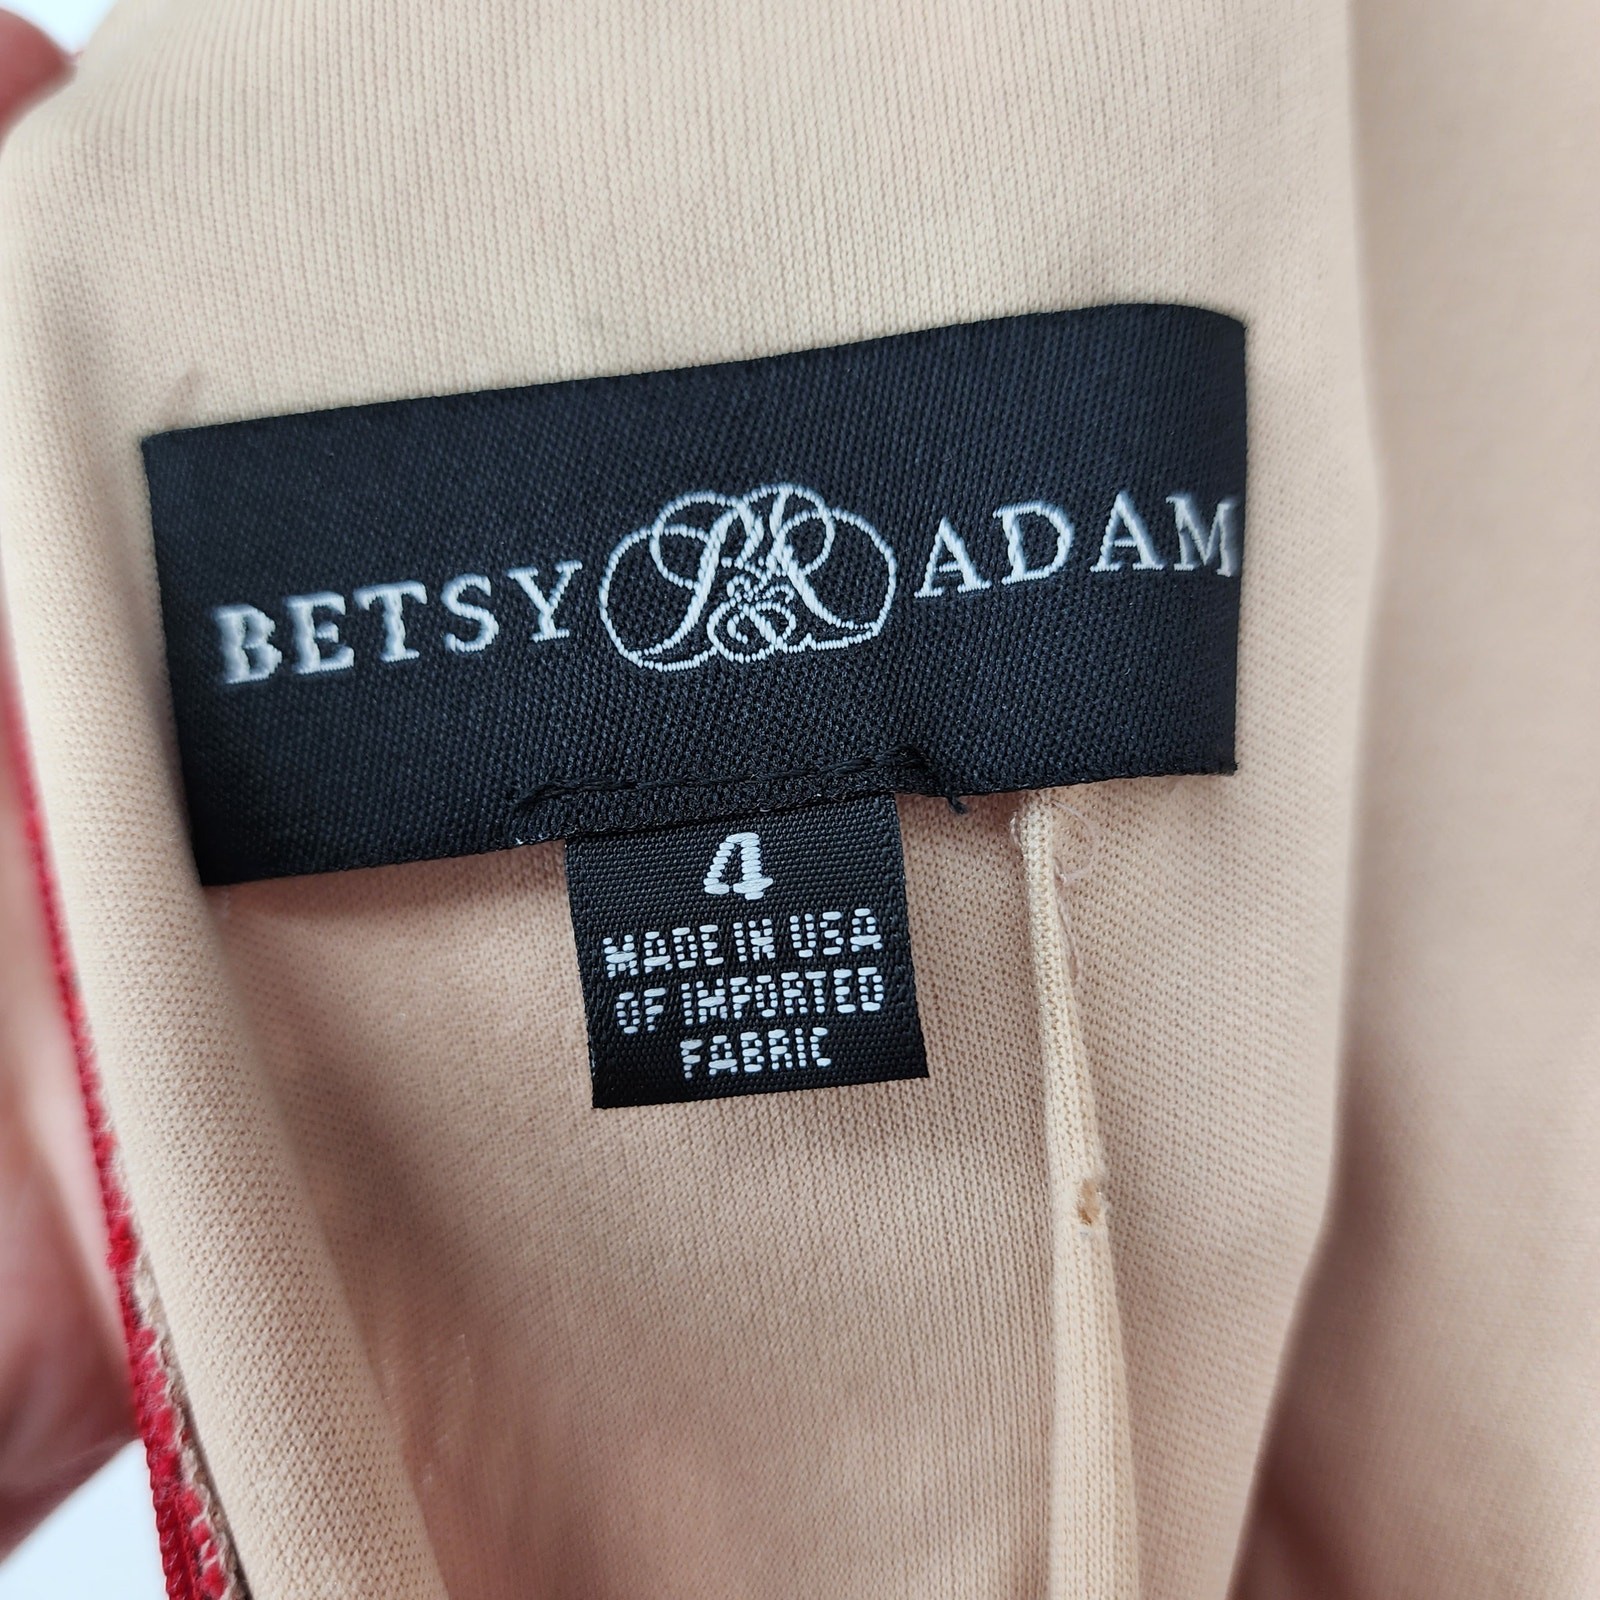 BETSY B&A ADAM
4
MADE IN USA
OF IMPORTED
FABRIC